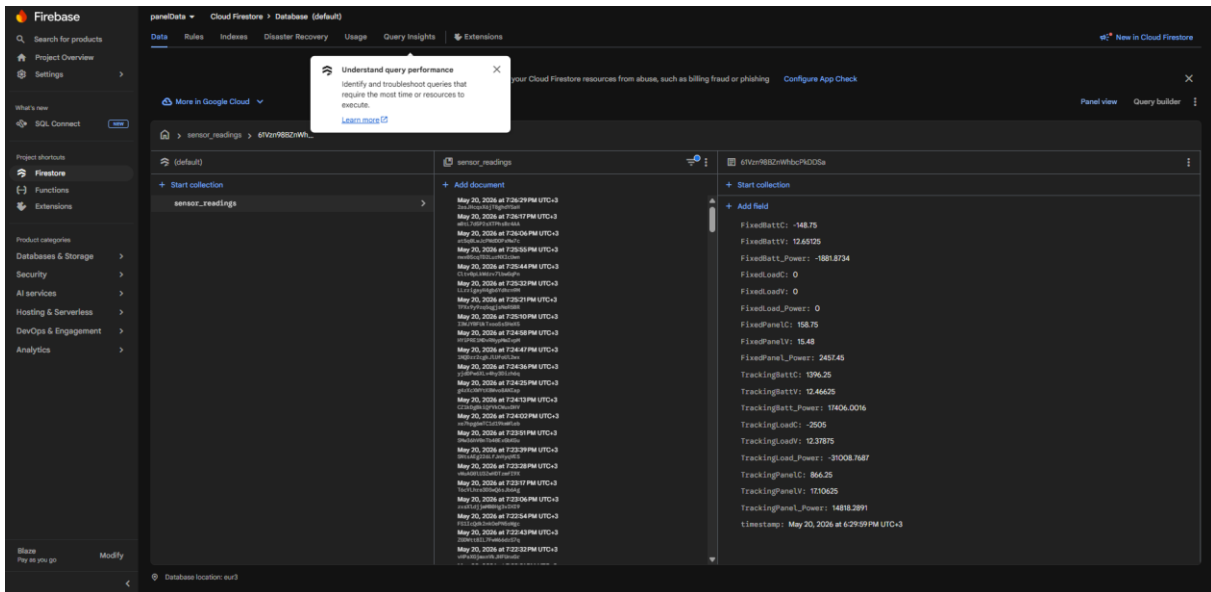 Firebase
Search for products
Project Overview
Settings
What's new
SQL Connect
NEW
Project shortcuts
Firestore
Functions
Extensions
Product categories
Databases & Storage
Security
AI services
Hosting & Serverless
DevOps & Engagement
Analytics
Blaze
Pay as you go
Modify
panelData
Cloud Firestore > Database (default)
Data Rules Indexes Disaster Recovery Usage Query Insights Extensions
New in Cloud Firestore
Understand query performance
Identify and troubleshoot queries that
require the most time or resources to
execute.
Learn more
your Cloud Firestore resources from abuse, such as billing fraud or phishing Configure App Check
More in Google Cloud
Panel view Query builder
sensor_readings
(default)
Start collection
sensor_readings
sensor_readings
Add document
May 20, 2026 at 7:26:29 PM UTC+3
May 20, 2026 at 7:26:17 PM UTC+3
May 20, 2026 at 7:26:06 PM UTC+3
May 20, 2026 at 7:25:55 PM UTC+3
May 20, 2026 at 7:25:44 PM UTC+3
May 20, 2026 at 7:25:32 PM UTC+3
May 20, 2026 at 7:25:21 PM UTC+3
May 20, 2026 at 7:25:10 PM UTC+3
May 20, 2026 at 7:24:58 PM UTC+3
May 20, 2026 at 7:24:47 PM UTC+3
May 20, 2026 at 7:24:36 PM UTC+3
May 20, 2026 at 7:24:25 PM UTC+3
May 20, 2026 at 7:24:13 PM UTC+3
May 20, 2026 at 7:24:02 PM UTC+3
May 20, 2026 at 7:23:51 PM UTC+3
May 20, 2026 at 7:23:39 PM UTC+3
May 20, 2026 at 7:23:28 PM UTC+3
May 20, 2026 at 7:23:17 PM UTC+3
May 20, 2026 at 7:23:06 PM UTC+3
May 20, 2026 at 7:22:54 PM UTC+3
May 20, 2026 at 7:22:43 PM UTC+3
May 20, 2026 at 7:22:32 PM UTC+3
Start collection
Add field
FixedBattC: -148.75
FixedBattV: 12.65125
FixedBatt_Power: -1881.8734
FixedLoadC: 0
FixedLoadV: 0
FixedLoad_Power: 0
FixedPanelC: 158.75
FixedPanelV: 15.48
FixedPanel_Power: 2457.45
TrackingBattC: 1396.25
TrackingBattV: 12.46625
TrackingBatt_Power: 17406.0016
TrackingLoadC: -2505
TrackingLoadV: 12.37875
TrackingLoad_Power: -31008.7687
TrackingPanelC: 866.25
TrackingPanelV: 17.10625
TrackingPanel_Power: 14818.2891
timestamp: May 20, 2026 at 6:29:59 PM UTC+3
Database location: eur3